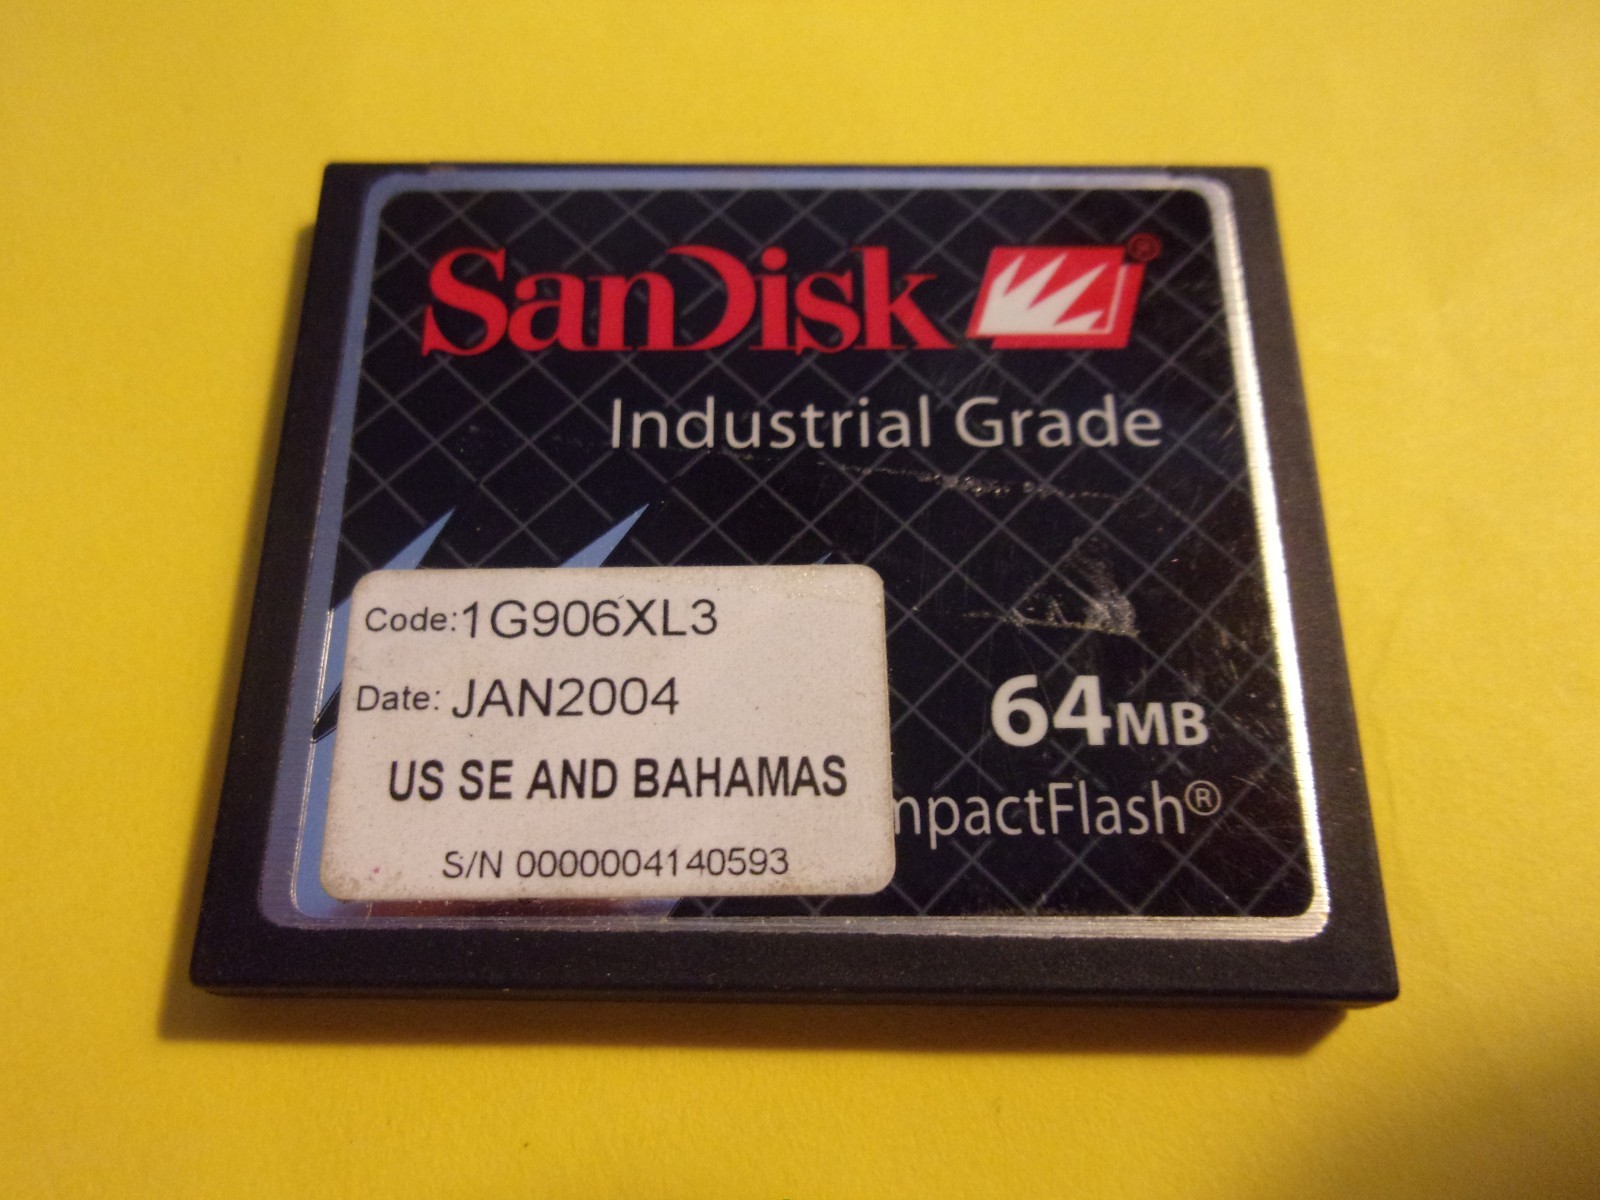 SanDisk ®
Industrial Grade
Code:1G906XL3
Date: JAN2004
US SE AND BAHAMAS
S/N 0000004140593
64MB
mpactFlash®